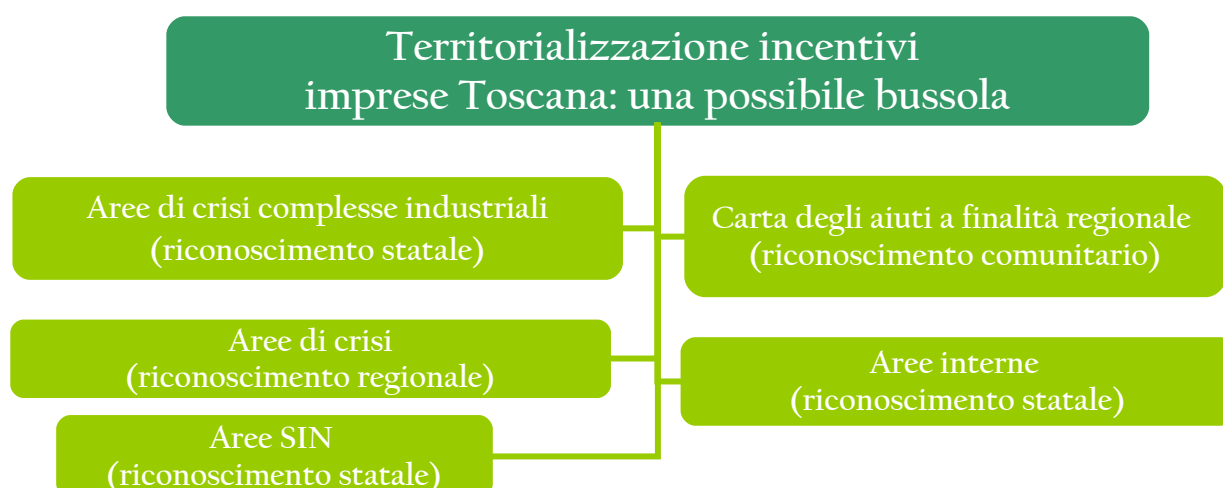 Territorializzazione incentivi
imprese Toscana: una possibile bussola
Aree di crisi complesse industriali
(riconoscimento statale)
Carta degli aiuti a finalità regionale
(riconoscimento comunitario)
Aree di crisi
(riconoscimento regionale)
Aree interne
(riconoscimento statale)
Aree SIN
(riconoscimento statale)